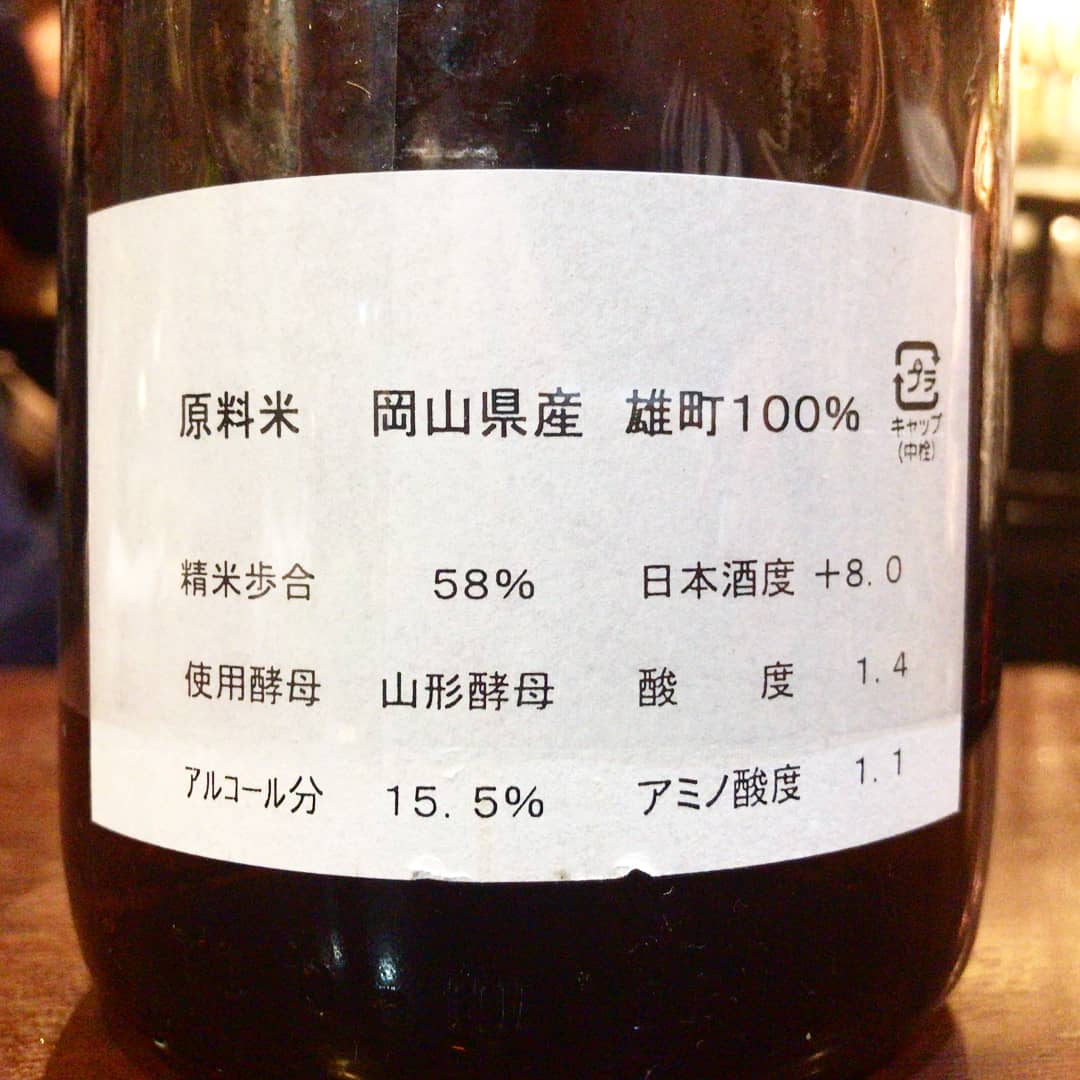 原料米 岡山県産 雄町100%
プラ
キャップ
(中栓)
精米歩合 58% 日本酒度 +8.0
使用酵母 山形酵母 酸度 1.4
アルコール分 15.5% アミノ酸度 1.1